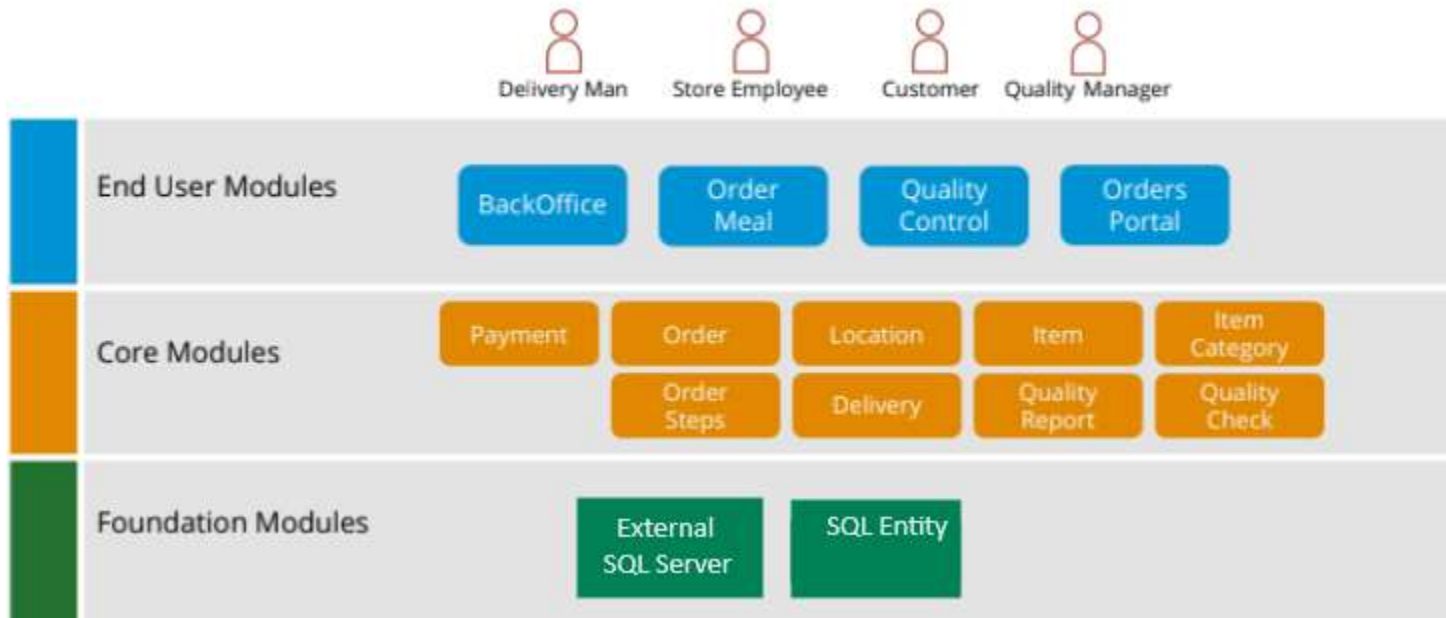 Delivery Man
Store Employee
Customer
Quality Manager
End User Modules
BackOffice
Order
Meal
Quality
Control
Orders
Portal
Core Modules
Payment
Order
Location
Item
Item
Category
Order
Steps
Delivery
Quality
Report
Quality
Check
Foundation Modules
External
SQL Server
SQL Entity